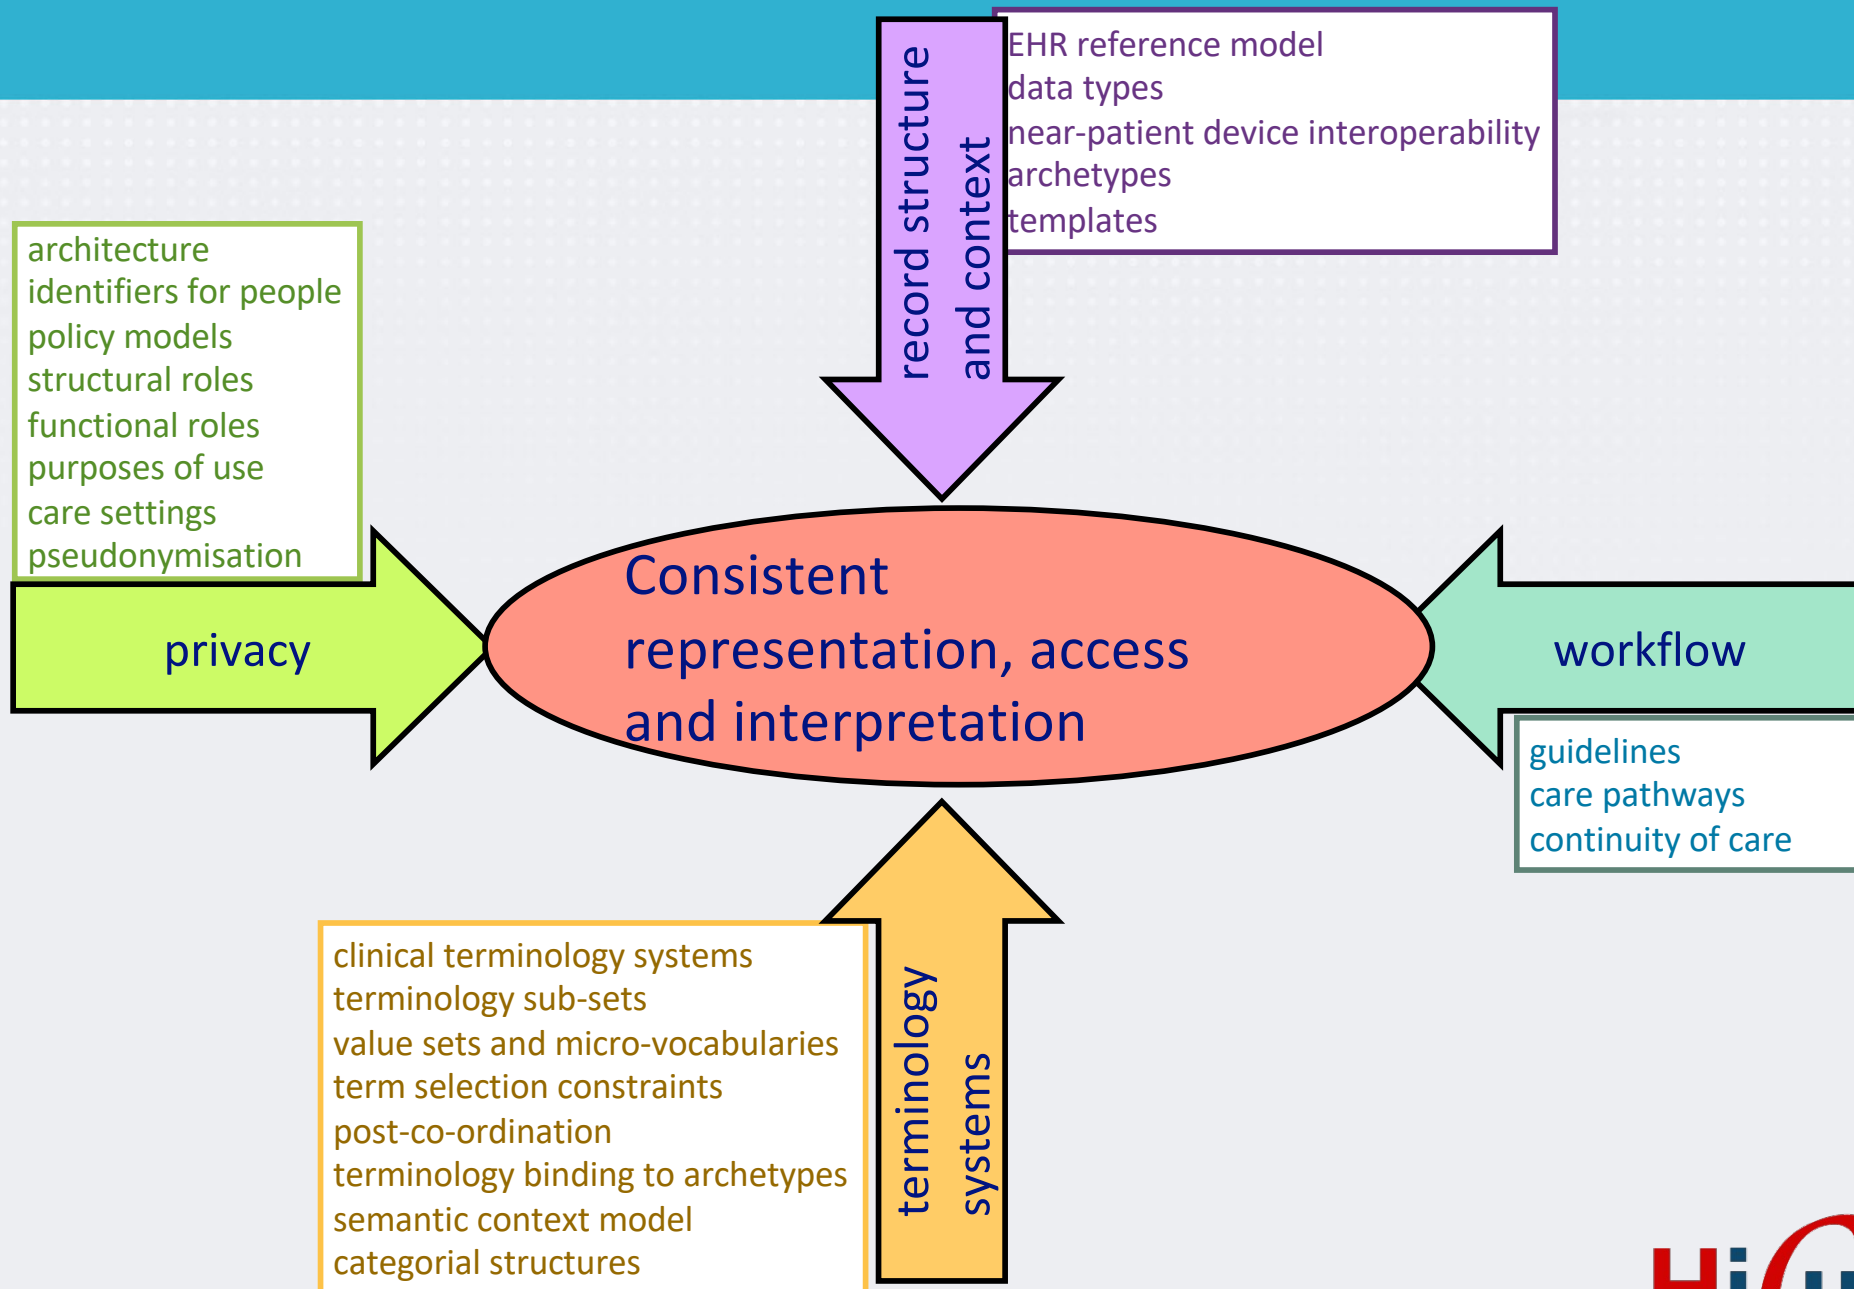 record structure
and context
EHR reference model
data types
near-patient device interoperability
archetypes
templates
architecture
identifiers for people
policy models
structural roles
functional roles
purposes of use
care settings
pseudonymisation
privacy
Consistent
representation, access
and interpretation
workflow
guidelines
care pathways
continuity of care
clinical terminology systems
terminology sub-sets
value sets and micro-vocabularies
term selection constraints
post-co-ordination
terminology binding to archetypes
semantic context model
categorial structures
terminology
systems